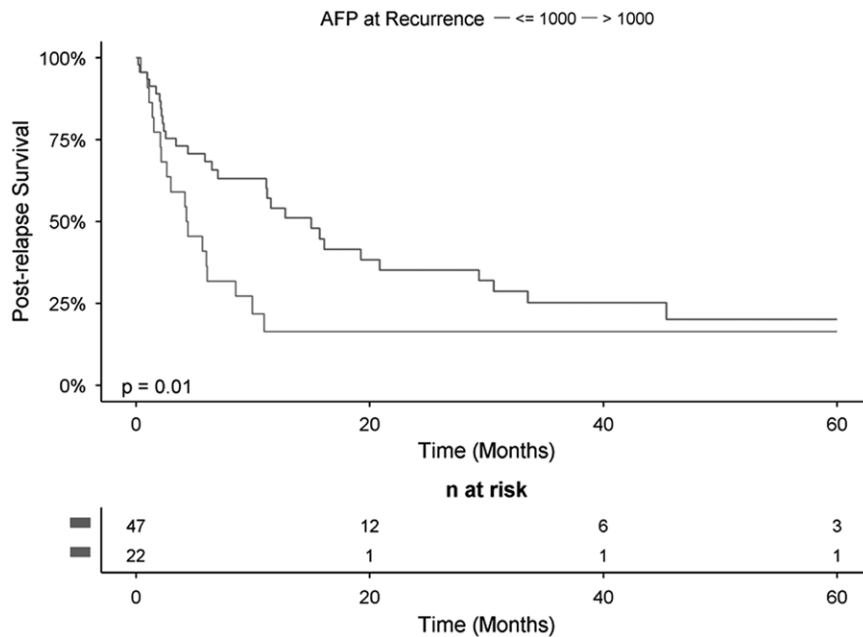 AFP at Recurrence <= 1000 > 1000
100%
75%
50%
25%
0%
Post-relapse Survival
p = 0.01
0 20 40 60
Time (Months)
n at risk
47 12 6 3
22 1 1 1
0 20 40 60
Time (Months)